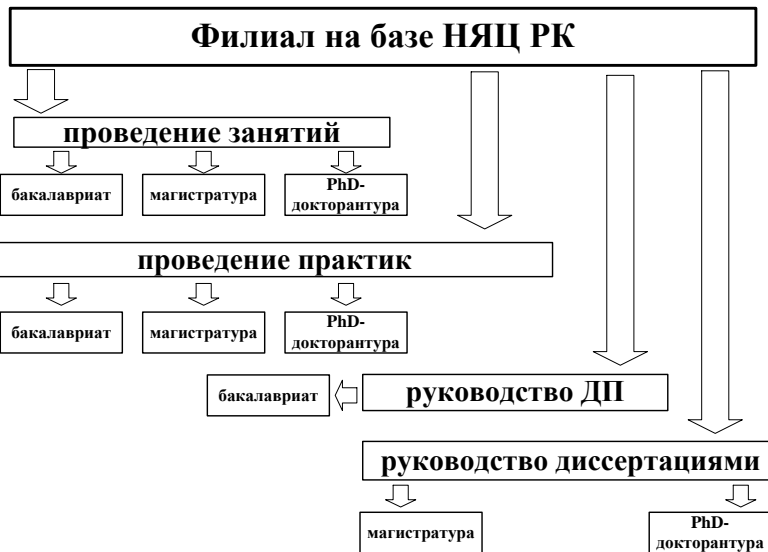 Филиал на базе НЯЦ РК
проведение занятий
бакалавриат
магистратура
PhD-
докторантура
проведение практик
бакалавриат
магистратура
PhD-
докторантура
бакалавриат
руководство ДП
руководство диссертациями
магистратура
PhD-
докторантура